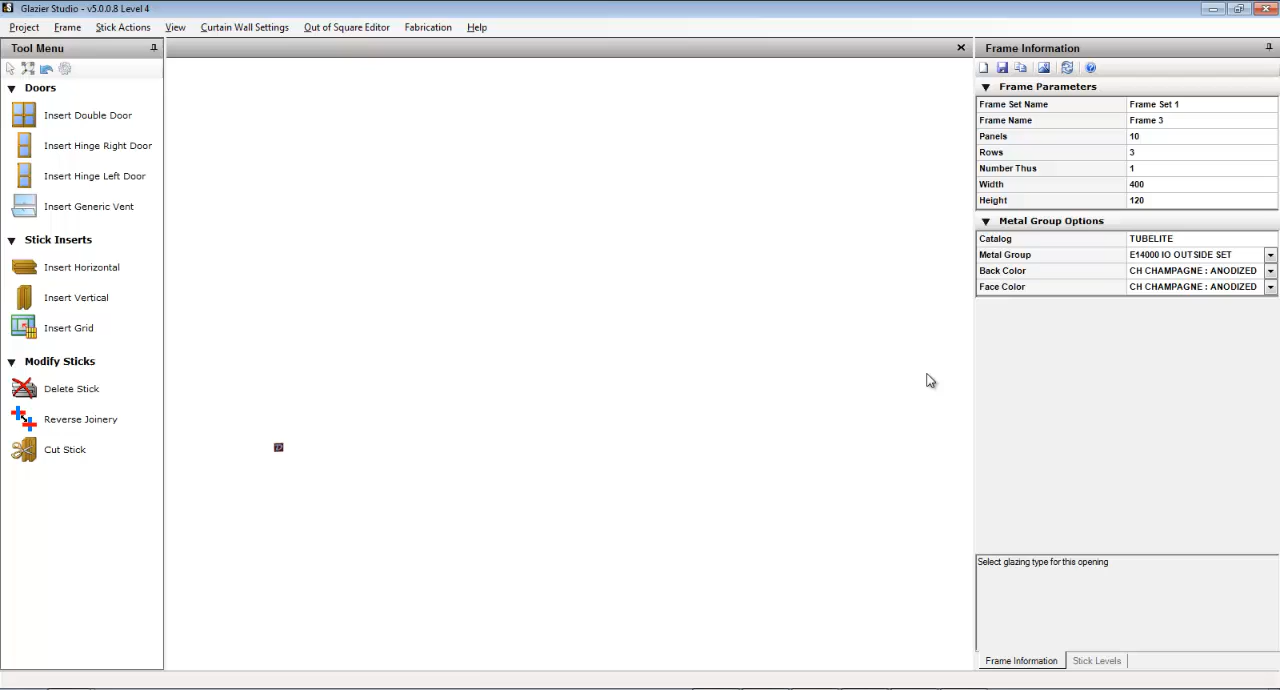 Glazier Studio - v5.0.0.8 Level 4
Project Frame Stick Actions View Curtain Wall Settings Out of Square Editor Fabrication Help
Tool Menu
Doors
Insert Double Door
Insert Hinge Right Door
Insert Hinge Left Door
Insert Generic Vent
Stick Inserts
Insert Horizontal
Insert Vertical
Insert Grid
Modify Sticks
Delete Stick
Reverse Joinery
Cut Stick
Frame Information
Frame Parameters
Frame Set Name Frame Set 1
Frame Name Frame 3
Panels 10
Rows 3
Number Thus 1
Width 400
Height 120
Metal Group Options
Catalog TUBELITE
Metal Group E14000 IO OUTSIDE SET
Back Color CH CHAMPAGNE : ANODIZED
Face Color CH CHAMPAGNE : ANODIZED
Select glazing type for this opening
Frame Information Stick Levels